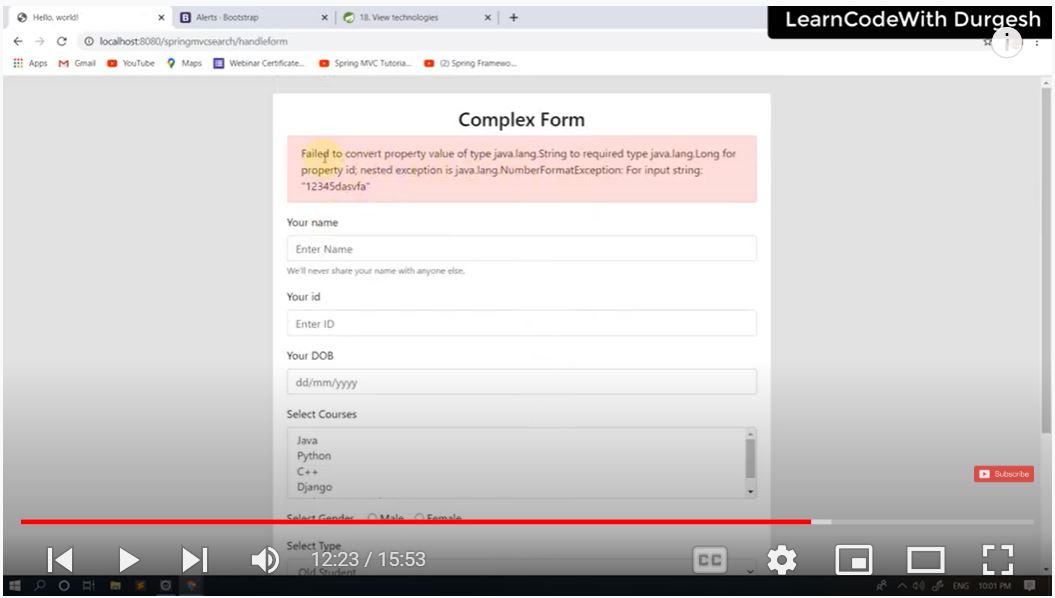 Hello, world!
Alerts · Bootstrap
18. View technologies
LearnCodeWith Durgesh
localhost:8080/springmvcsearch/handleform
Apps
Gmail
YouTube
Maps
Webinar Certificate...
Spring MVC Tutoria...
(2) Spring Framewo...
Complex Form
Failed to convert property value of type java.lang.String to required type java.lang.Long for
property id; nested exception is java.lang.NumberFormatException: For input string:
"12345dasvfa"
Your name
Enter Name
We'll never share your name with anyone else.
Your id
Enter ID
Your DOB
dd/mm/yyyy
Select Courses
Java
Python
C++
Django
Subscribe
Select Gender Male Female
Select Type
12:23 / 15:53
CC
Old Student
ENG 10:01 PM